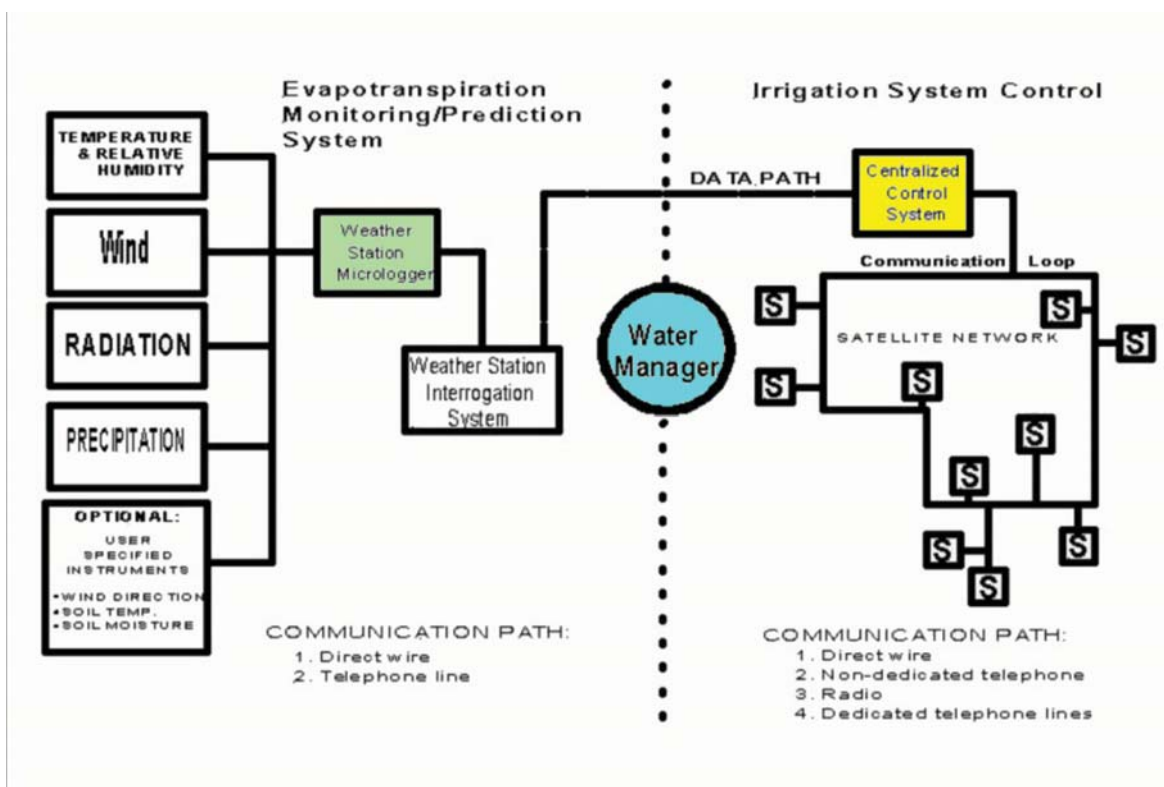 Evapotranspiration
Monitoring/Prediction
System
Irrigation System Control
TEMPERATURE
& RELATIVE
HUMIDITY
Wind
RADIATION
PRECIPITATION
OPTIONAL:
USER
SPECIFIED
INSTRUMENTS
•WIND DIRECTION
•SOIL TEMP.
•SOIL MOISTURE
Weather
Station
Micrologger
Weather Station
Interrogation
System
DATA PATH
Water
Manager
Centralized
Control
System
Communication Loop
SATELLITE NETWORK
S
S
S
S
S
S
S
S
S
S
S
COMMUNICATION PATH:
1. Direct wire
2. Telephone line
COMMUNICATION PATH:
1. Direct wire
2. Non-dedicated telephone
3. Radio
4. Dedicated telephone lines